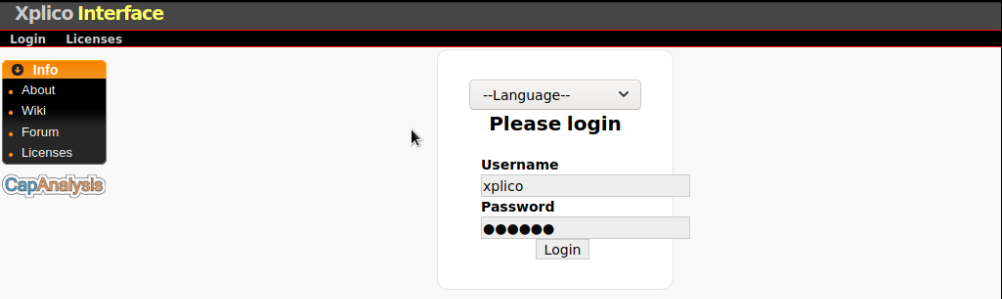 Xplico Interface
Login Licenses
Info
About
Wiki
Forum
Licenses
CapAnalysis
--Language--
Please login
Username
xplico
Password
●●●●●●
Login